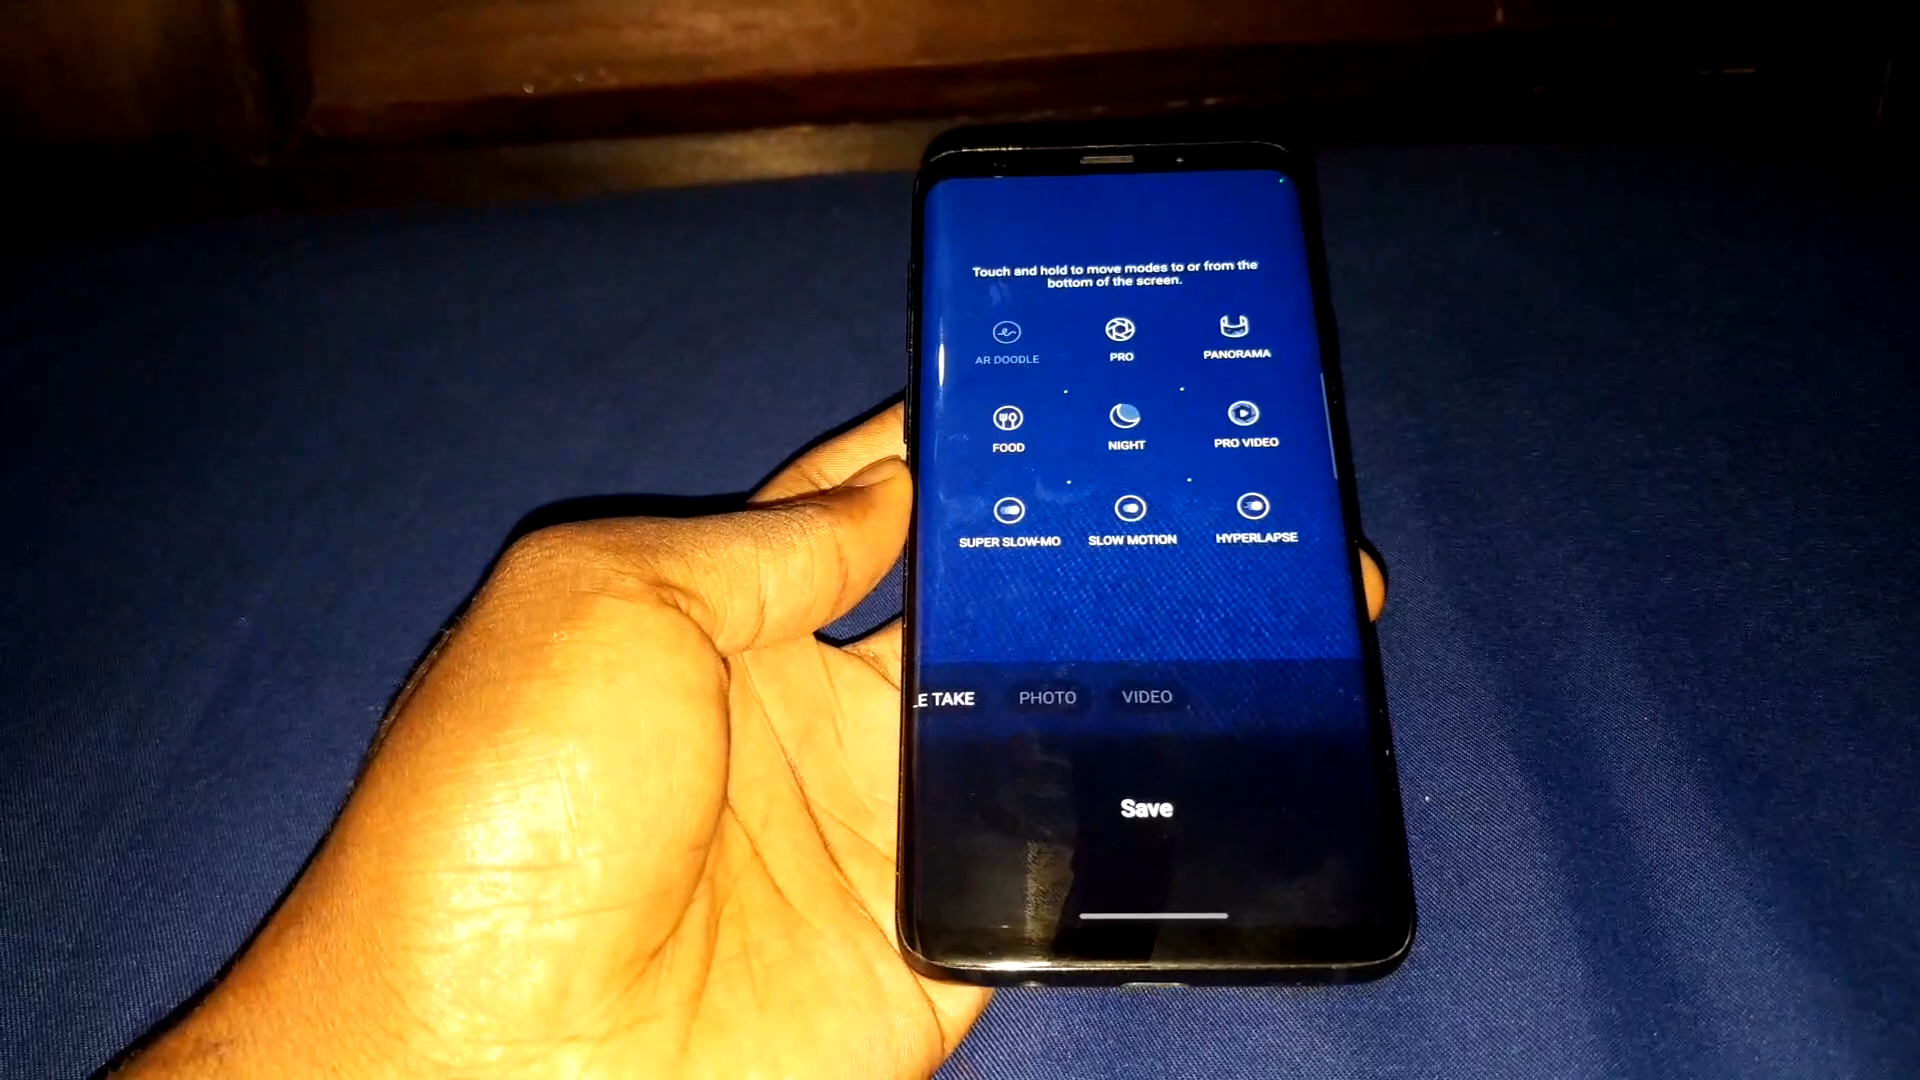 Touch and hold to move modes to or from the
bottom of the screen.
AR DOODLE
PRO
PANORAMA
FOOD
NIGHT
PRO VIDEO
SUPER SLOW-MO
SLOW MOTION
HYPERLAPSE
E TAKE
PHOTO
VIDEO
Save